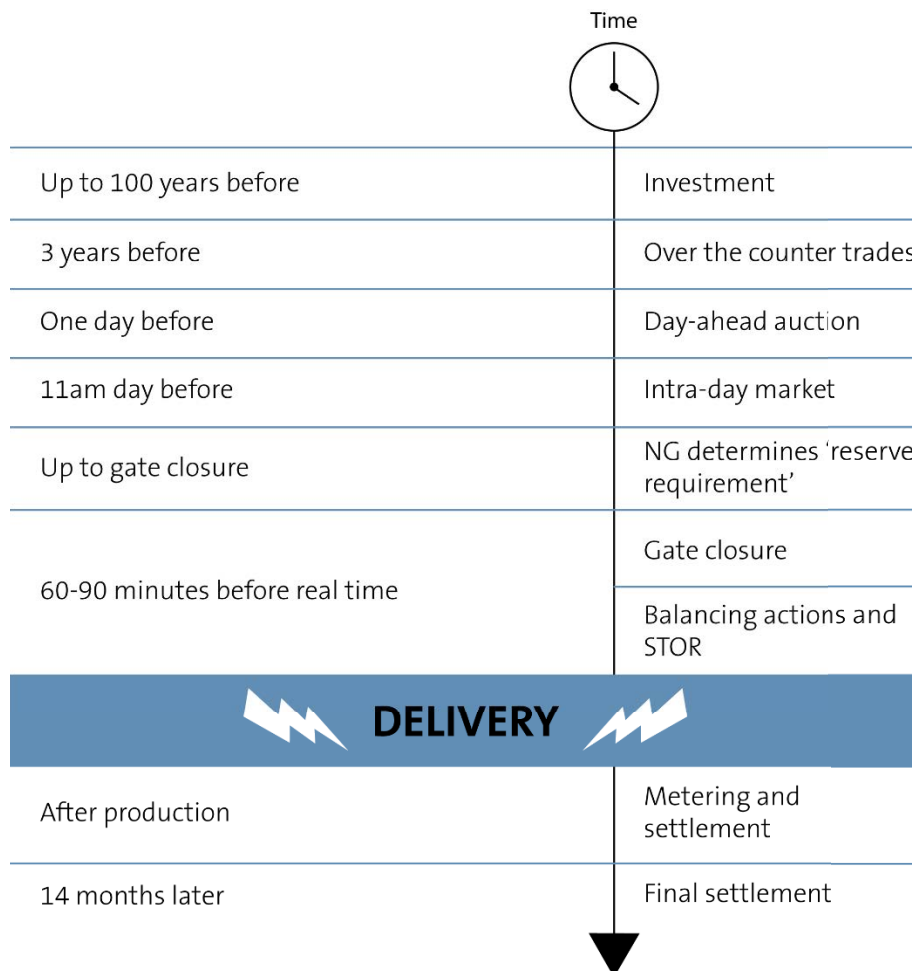 Time
Up to 100 years before
Investment
3 years before
Over the counter trades
One day before
Day-ahead auction
11am day before
Intra-day market
Up to gate closure
NG determines ‘reserve
requirement’
60-90 minutes before real time
Gate closure
Balancing actions and
STOR
DELIVERY
After production
Metering and
settlement
14 months later
Final settlement